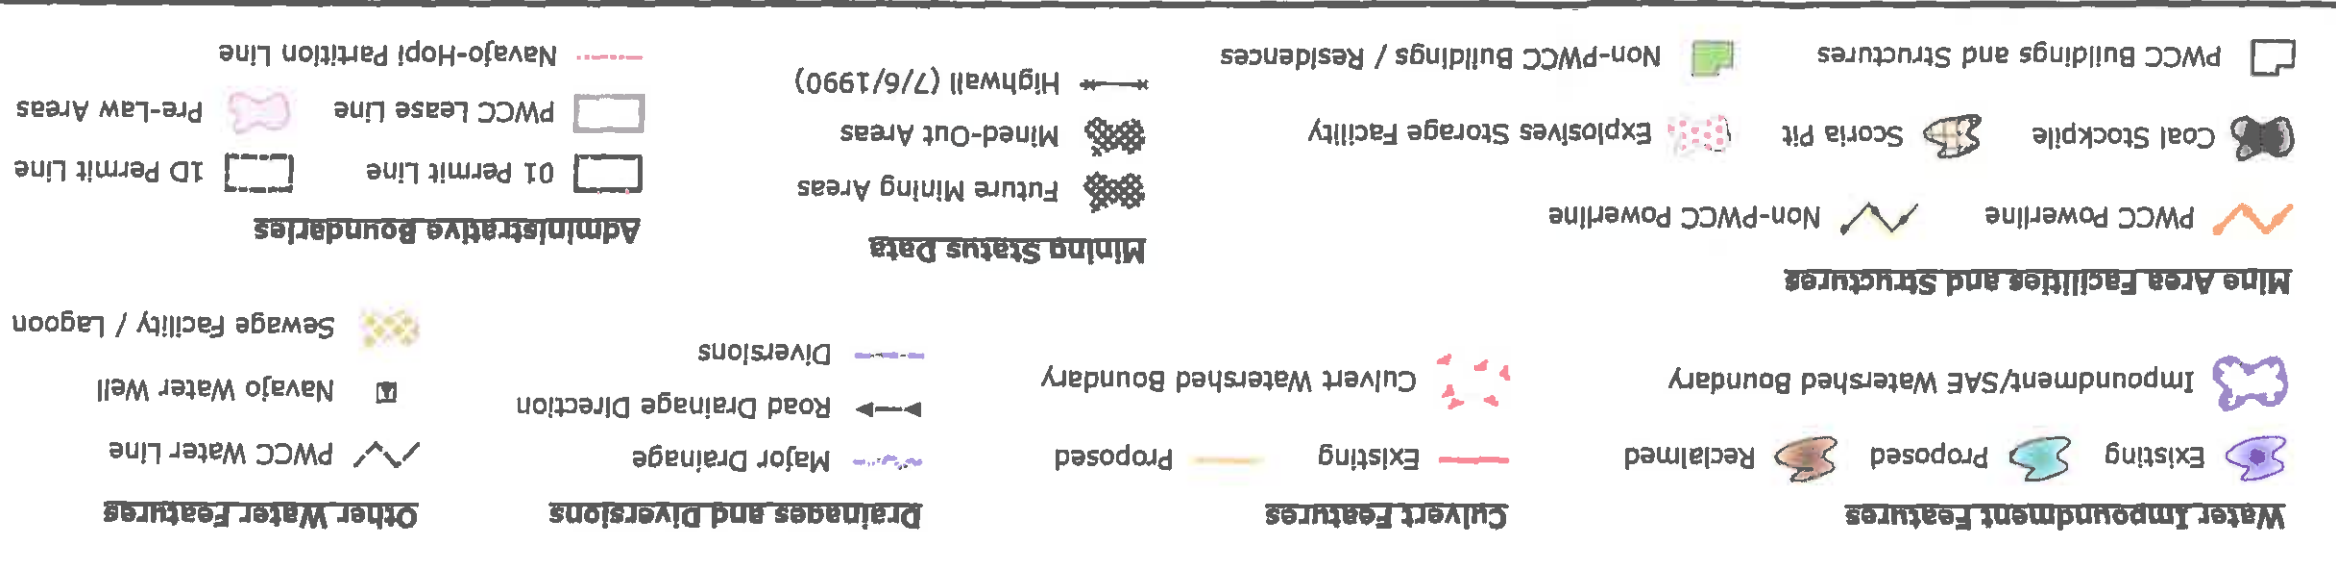 Water Impoundment Features
Existing
Proposed
Reclaimed
Impoundment/SAE Watershed Boundary
Culvert Features
Existing
Proposed
Culvert Watershed Boundary
Drainages and Diversions
Major Drainage
Road Drainage Direction
Diversions
Other Water Features
PWCC Water Line
Navajo Water Well
Sewage Facility / Lagoon
Mine Area Facilities and Structures
PWCC Powerline
Non-PWCC Powerline
Coal Stockpile
Scoria Pit
Explosives Storage Facility
PWCC Buildings and Structures
Non-PWCC Buildings / Residences
Mining Status Data
Future Mining Areas
Mined-Out Areas
Highwall (7/6/1990)
Administrative Boundaries
01 Permit Line
1D Permit Line
PWCC Lease Line
Pre-Law Areas
Navajo-Hopi Partition Line